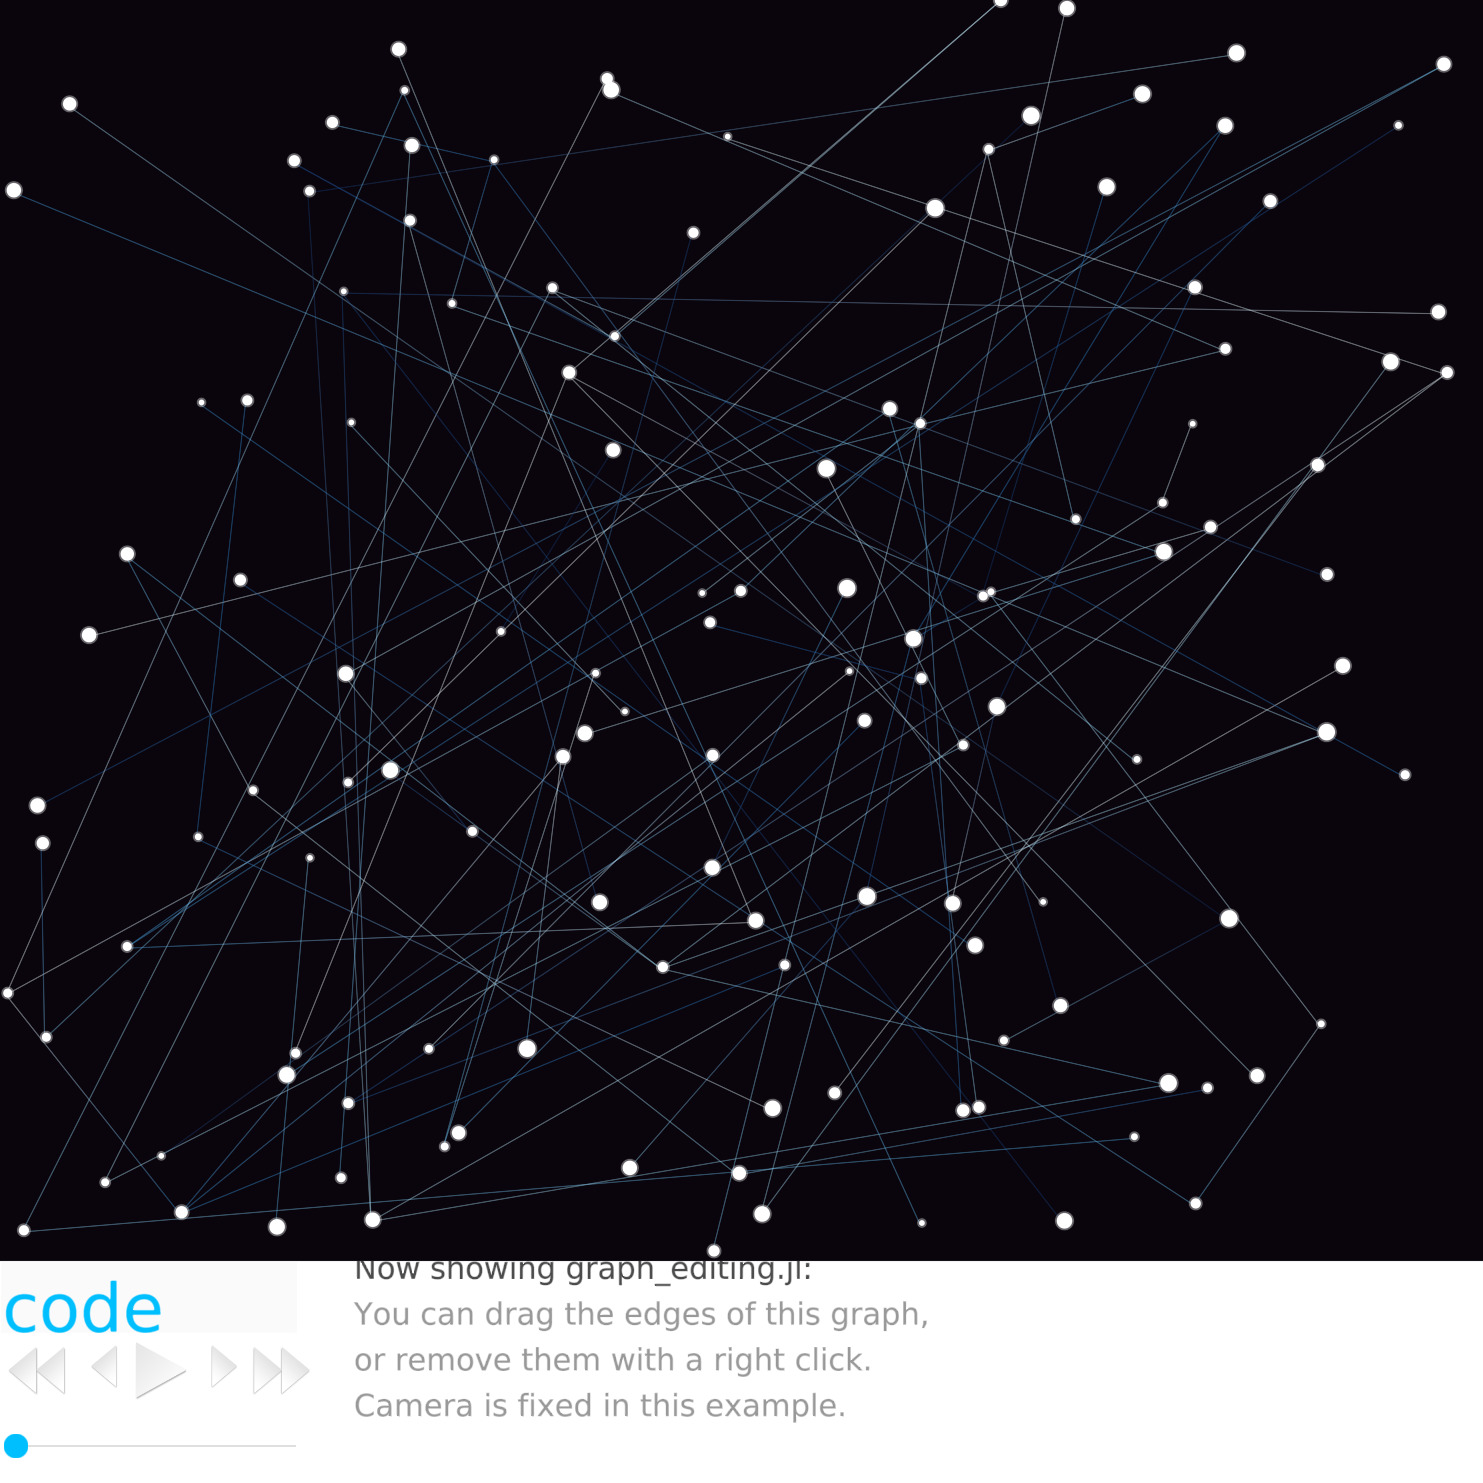 Now showing graph_editing.jl:
code
You can drag the edges of this graph,
or remove them with a right click.
Camera is fixed in this example.